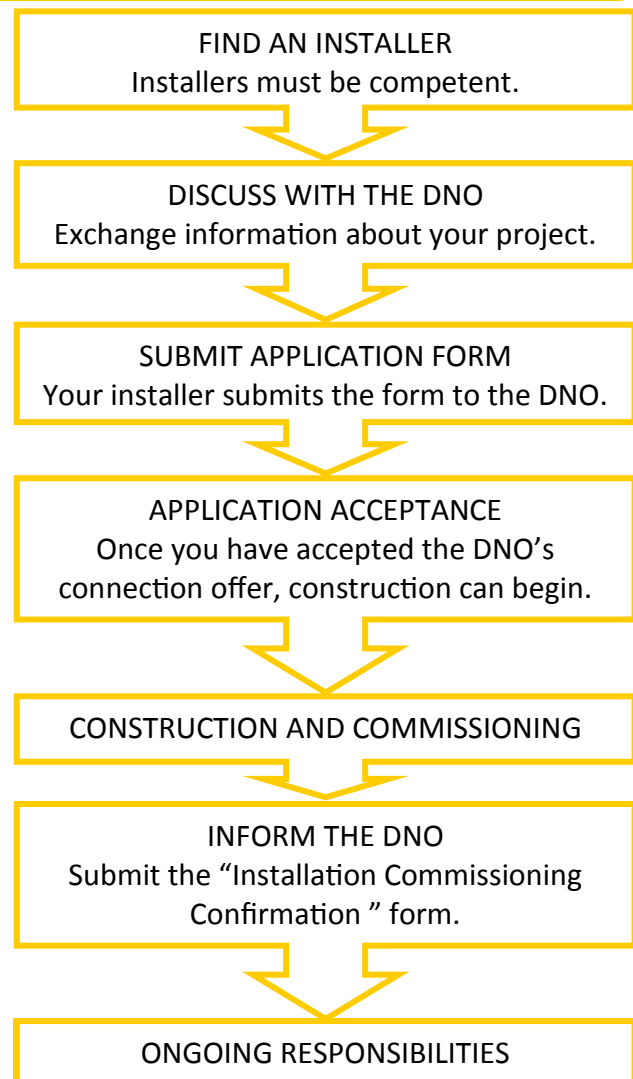 FIND AN INSTALLER
Installers must be competent.
DISCUSS WITH THE DNO
Exchange information about your project.
SUBMIT APPLICATION FORM
Your installer submits the form to the DNO.
APPLICATION ACCEPTANCE
Once you have accepted the DNO’s
connection offer, construction can begin.
CONSTRUCTION AND COMMISSIONING
INFORM THE DNO
Submit the “Installation Commissioning
Confirmation ” form.
ONGOING RESPONSIBILITIES